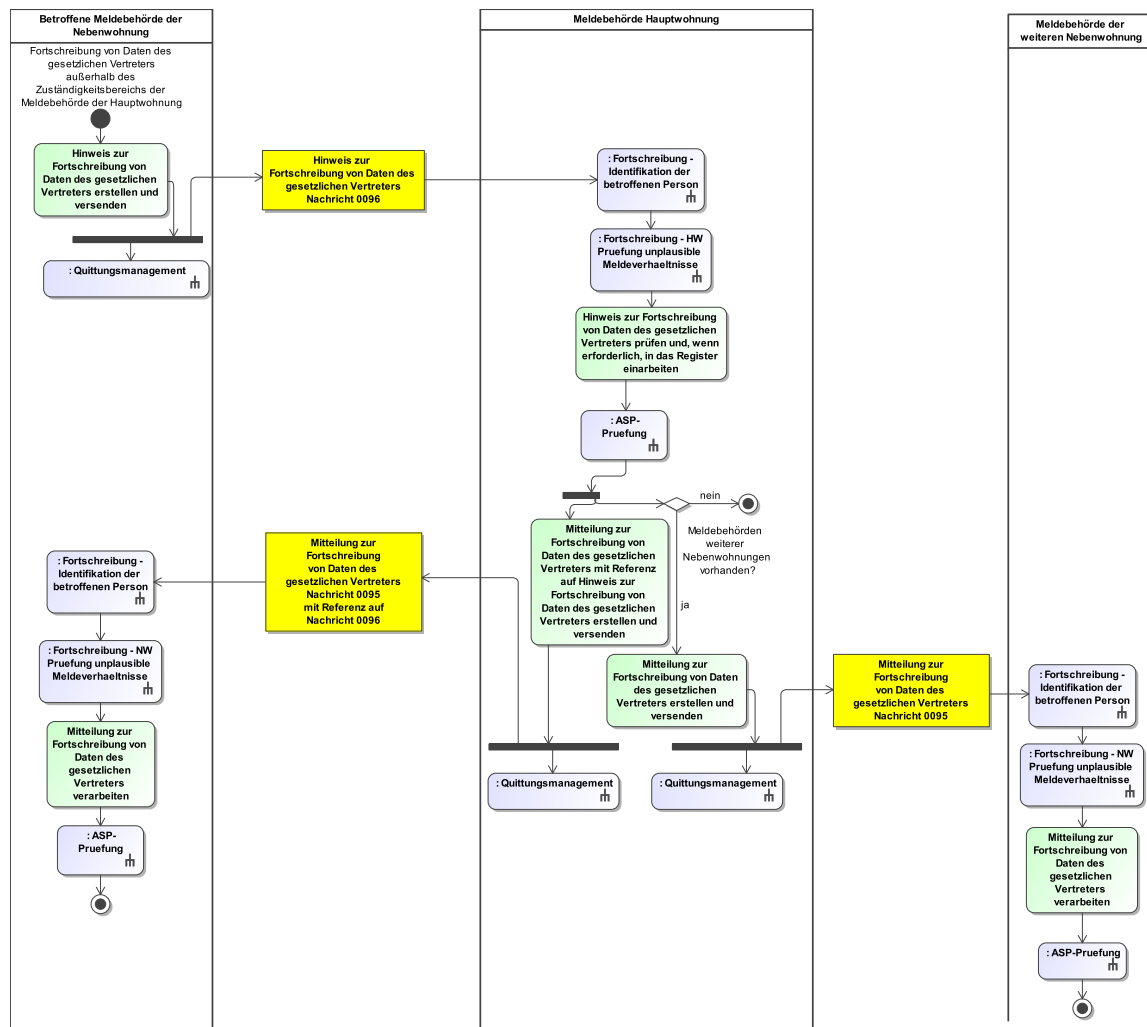 Betroffene Meldebehörde der
Nebenwohnung
Fortschreibung von Daten des
gesetzlichen Vertreters
außerhalb des
Zuständigkeitsbereichs der
Meldebehörde der Hauptwohnung
Hinweis zur
Fortschreibung von
Daten des gesetzlichen
Vertreters erstellen und
versenden
: Quittungsmanagement
Hinweis zur
Fortschreibung von Daten des
gesetzlichen Vertreters
Nachricht 0096
Meldebehörde Hauptwohnung
: Fortschreibung -
Identifikation der
betroffenen Person
: Fortschreibung - HW
Pruefung unplausible
Meldeverhaeltnisse
Hinweis zur Fortschreibung
von Daten des gesetzlichen
Vertreters prüfen und, wenn
erforderlich, in das Register
einarbeiten
: ASP-
Pruefung
nein
Meldebehörden
weiterer
Nebenwohnungen
vorhanden?
ja
Mitteilung zur
Fortschreibung von
Daten des gesetzlichen
Vertreters mit Referenz
auf Hinweis zur
Fortschreibung von
Daten des gesetzlichen
Vertreters erstellen und
versenden
Mitteilung zur
Fortschreibung von Daten
des gesetzlichen
Vertreters erstellen und
versenden
: Quittungsmanagement
: Quittungsmanagement
Mitteilung zur
Fortschreibung
von Daten des
gesetzlichen Vertreters
Nachricht 0095
mit Referenz auf
Nachricht 0096
: Fortschreibung -
Identifikation der
betroffenen Person
: Fortschreibung - NW
Pruefung unplausible
Meldeverhaeltnisse
Mitteilung zur
Fortschreibung von
Daten des
gesetzlichen
Vertreters
verarbeiten
: ASP-
Pruefung
Mitteilung zur
Fortschreibung
von Daten des
gesetzlichen Vertreters
Nachricht 0095
Meldebehörde der
weiteren Nebenwohnung
: Fortschreibung -
Identifikation der
betroffenen Person
: Fortschreibung - NW
Pruefung unplausible
Meldeverhaeltnisse
Mitteilung zur
Fortschreibung von
Daten des
gesetzlichen
Vertreters
verarbeiten
: ASP-Pruefung